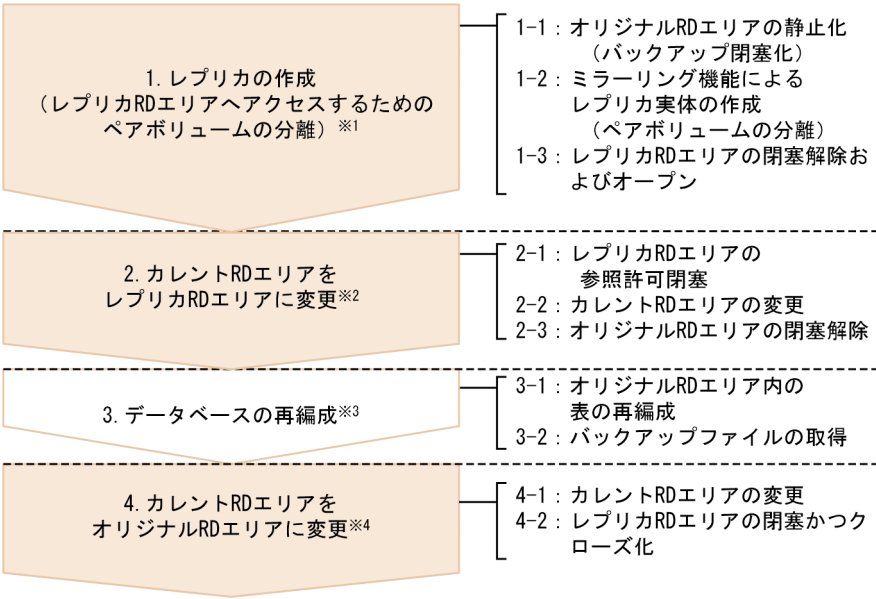 1.レプリカの作成
(レプリカRDエリアへアクセスするための
ペアボリュームの分離)※1
1-1:オリジナルRDエリアの静止化
(バックアップ閉塞化)
1-2:ミラーリング機能による
レプリカ実体の作成
(ペアボリュームの分離)
1-3:レプリカRDエリアの閉塞解除お
よびオープン
2.カレントRDエリアを
レプリカRDエリアに変更※2
2-1:レプリカRDエリアの
参照許可閉塞
2-2:カレントRDエリアの変更
2-3:オリジナルRDエリアの閉塞解除
3.データベースの再編成※3
3-1:オリジナルRDエリア内の
表の再編成
3-2:バックアップファイルの取得
4.カレントRDエリアを
オリジナルRDエリアに変更※4
4-1:カレントRDエリアの変更
4-2:レプリカRDエリアの閉塞かつク
ローズ化